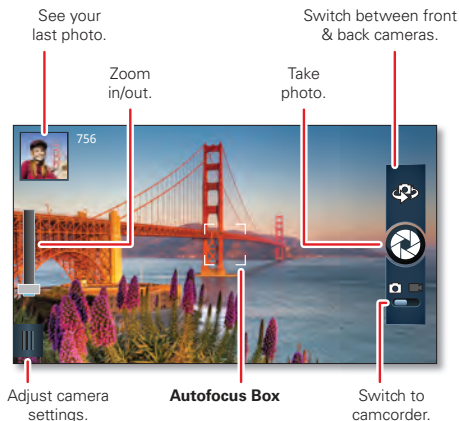 See your
last photo.
Switch between front
& back cameras.
Zoom
in/out.
Take
photo.
756
Adjust camera
settings.
Autofocus Box
Switch to
camcorder.